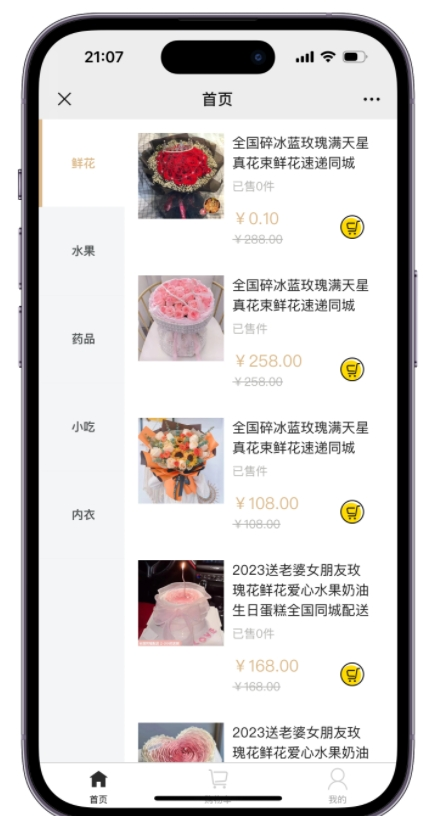 21:07
首页
鲜花
水果
药品
小吃
内衣
全国碎冰蓝玫瑰满天星
真花束鲜花速递同城
已售0件
￥0.10
￥288.00
全国碎冰蓝玫瑰满天星
真花束鲜花速递同城
已售件
￥258.00
￥258.00
全国碎冰蓝玫瑰满天星
真花束鲜花速递同城
已售件
￥108.00
￥108.00
2023送老婆女朋友玫
瑰花鲜花爱心水果奶油
生日蛋糕全国同城配送
已售0件
￥168.00
￥168.00
2023送老婆女朋友玫
瑰花鲜花爱心水果奶油
首页
我的